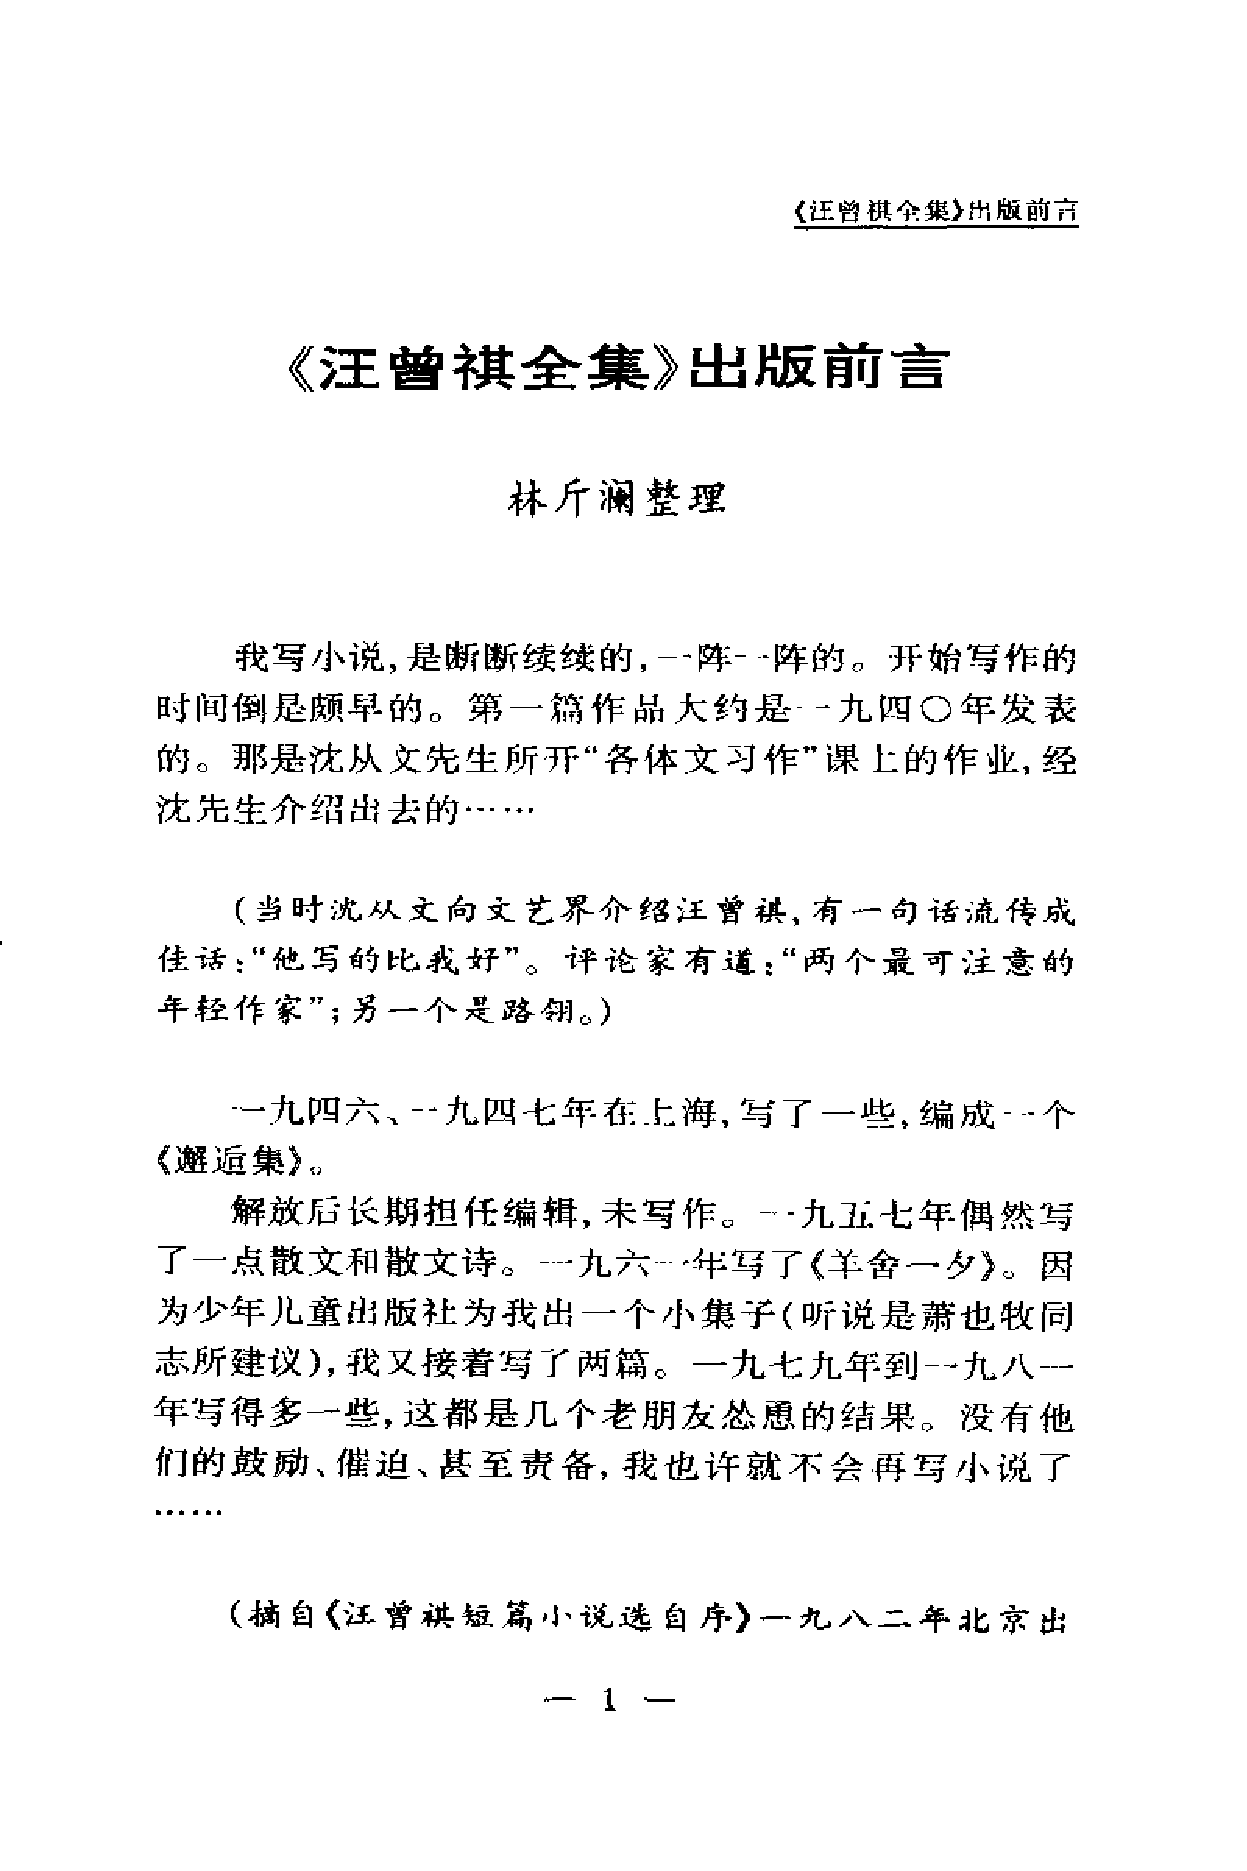 《汪曾祺全集》出版前言
《汪曾祺全集》出版前言
林斤澜整理
我写小说，是断断续续的，一阵一阵的。开始写作的
时间倒是颇早的。第一篇作品大约是一九四〇年发表
的。那是沈从文先生所开“各体文习作”课上的作业，经
沈先生介绍出去的……
（当时沈从文向文艺界介绍汪曾祺，有一句话流传成
佳话：“他写的比我好”。评论家有道：“两个最可注意的
年轻作家”；另一个是路翎。）
一九四六、一九四七年在上海，写了一些，编成一个
《邂逅集》。
解放后长期担任编辑，未写作。一九五七年偶然写
了一点散文和散文诗。一九六一年写了《羊舍一夕》。因
为少年儿童出版社为我出一个小集子（听说是萧也牧同
志所建议），我又接着写了两篇。一九七九年到一九八一
年写得多一些，这都是几个老朋友怂恿的结果。没有他
们的鼓励、催迫、甚至责备，我也许就不会再写小说了
……
（摘自《汪曾祺短篇小说选自序》一九八二年北京出
— 1 —